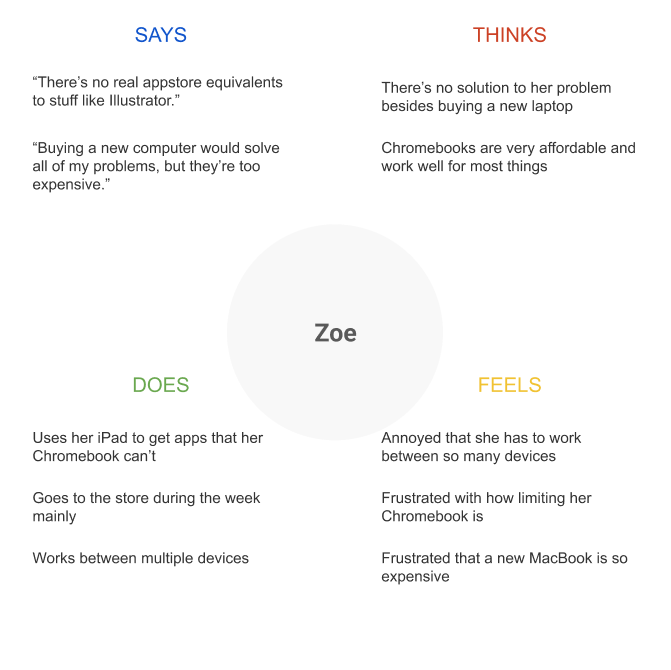 SAYS
“There’s no real appstore equivalents
to stuff like Illustrator.”
“Buying a new computer would solve
all of my problems, but they’re too
expensive.”
THINKS
There’s no solution to her problem
besides buying a new laptop
Chromebooks are very affordable and
work well for most things
Zoe
DOES
Uses her iPad to get apps that her
Chromebook can’t
Goes to the store during the week
mainly
Works between multiple devices
FEELS
Annoyed that she has to work
between so many devices
Frustrated with how limiting her
Chromebook is
Frustrated that a new MacBook is so
expensive